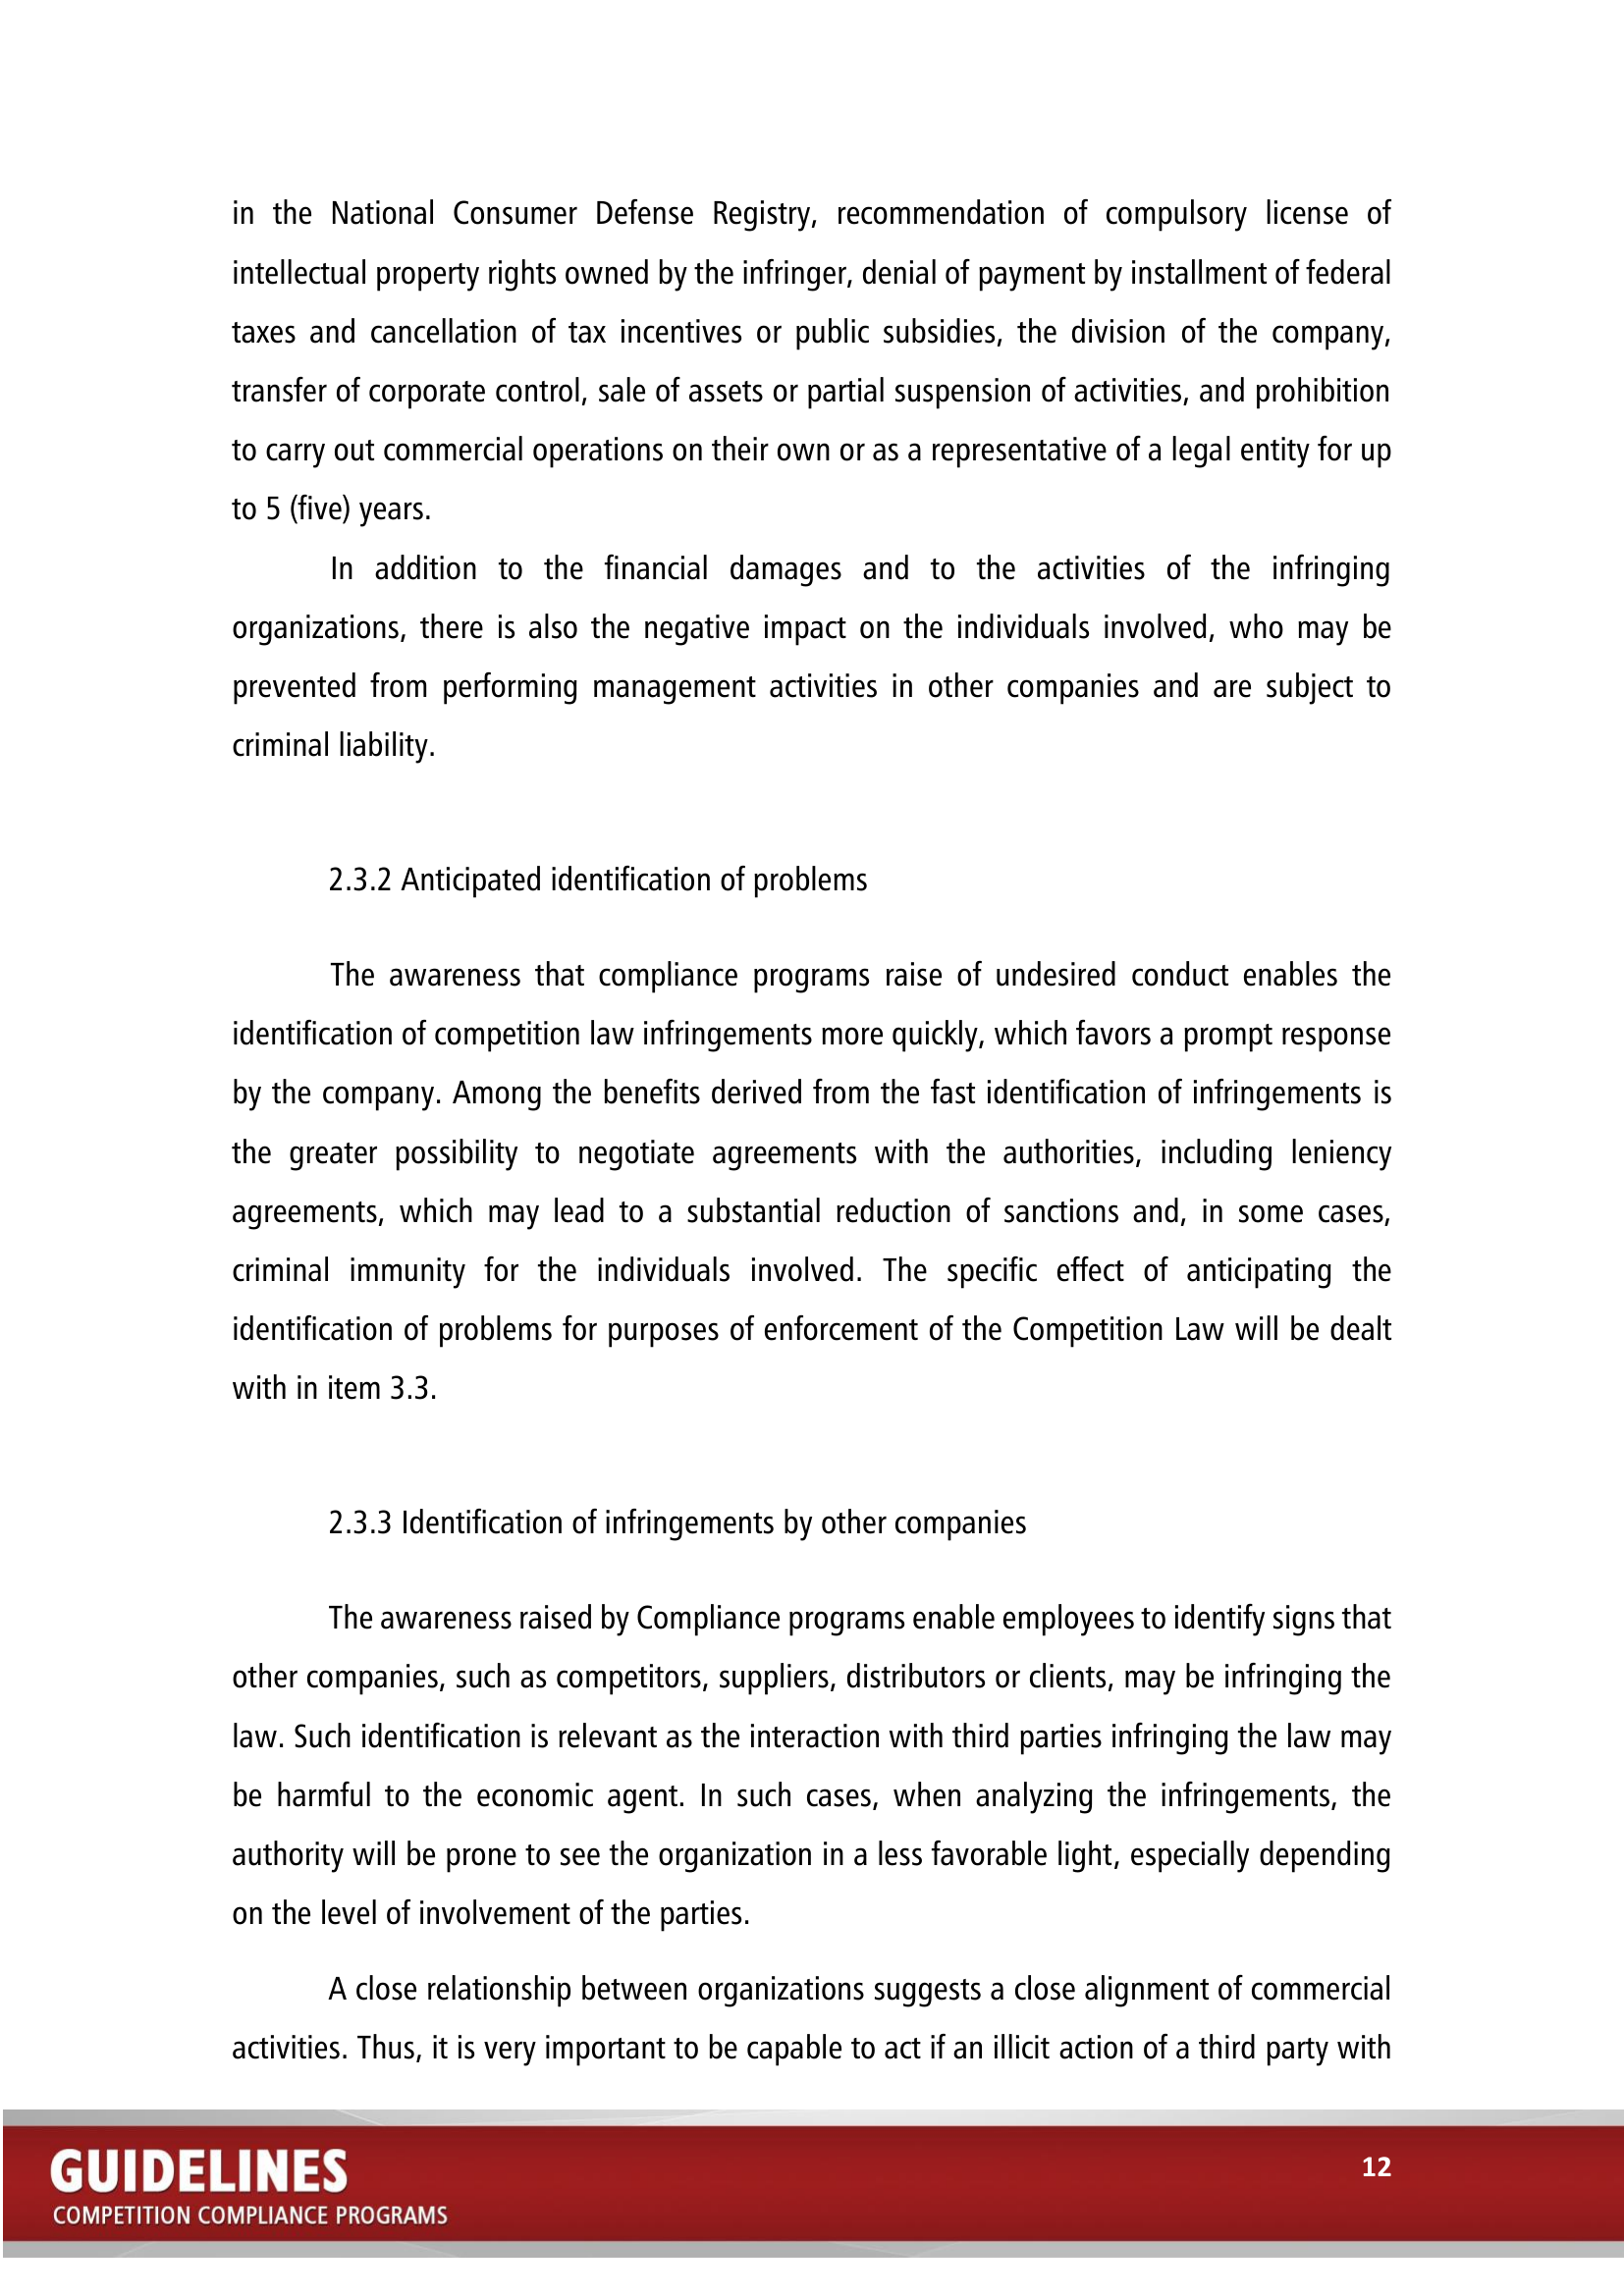 in the National Consumer Defense Registry, recommendation of compulsory license of
intellectual property rights owned by the infringer, denial of payment by installment of federal
taxes and cancellation of tax incentives or public subsidies, the division of the company,
transfer of corporate control, sale of assets or partial suspension of activities, and prohibition
to carry out commercial operations on their own or as a representative of a legal entity for up
to 5 (five) years.
In addition to the financial damages and to the activities of the infringing
organizations, there is also the negative impact on the individuals involved, who may be
prevented from performing management activities in other companies and are subject to
criminal liability.
2.3.2 Anticipated identification of problems
The awareness that compliance programs raise of undesired conduct enables the
identification of competition law infringements more quickly, which favors a prompt response
by the company. Among the benefits derived from the fast identification of infringements is
the greater possibility to negotiate agreements with the authorities, including leniency
agreements, which may lead to a substantial reduction of sanctions and, in some cases,
criminal immunity for the individuals involved. The specific effect of anticipating the
identification of problems for purposes of enforcement of the Competition Law will be dealt
with in item 3.3.
2.3.3 Identification of infringements by other companies
The awareness raised by Compliance programs enable employees to identify signs that
other companies, such as competitors, suppliers, distributors or clients, may be infringing the
law. Such identification is relevant as the interaction with third parties infringing the law may
be harmful to the economic agent. In such cases, when analyzing the infringements, the
authority will be prone to see the organization in a less favorable light, especially depending
on the level of involvement of the parties.
A close relationship between organizations suggests a close alignment of commercial
activities. Thus, it is very important to be capable to act if an illicit action of a third party with
GUIDELINES
COMPETITION COMPLIANCE PROGRAMS
12